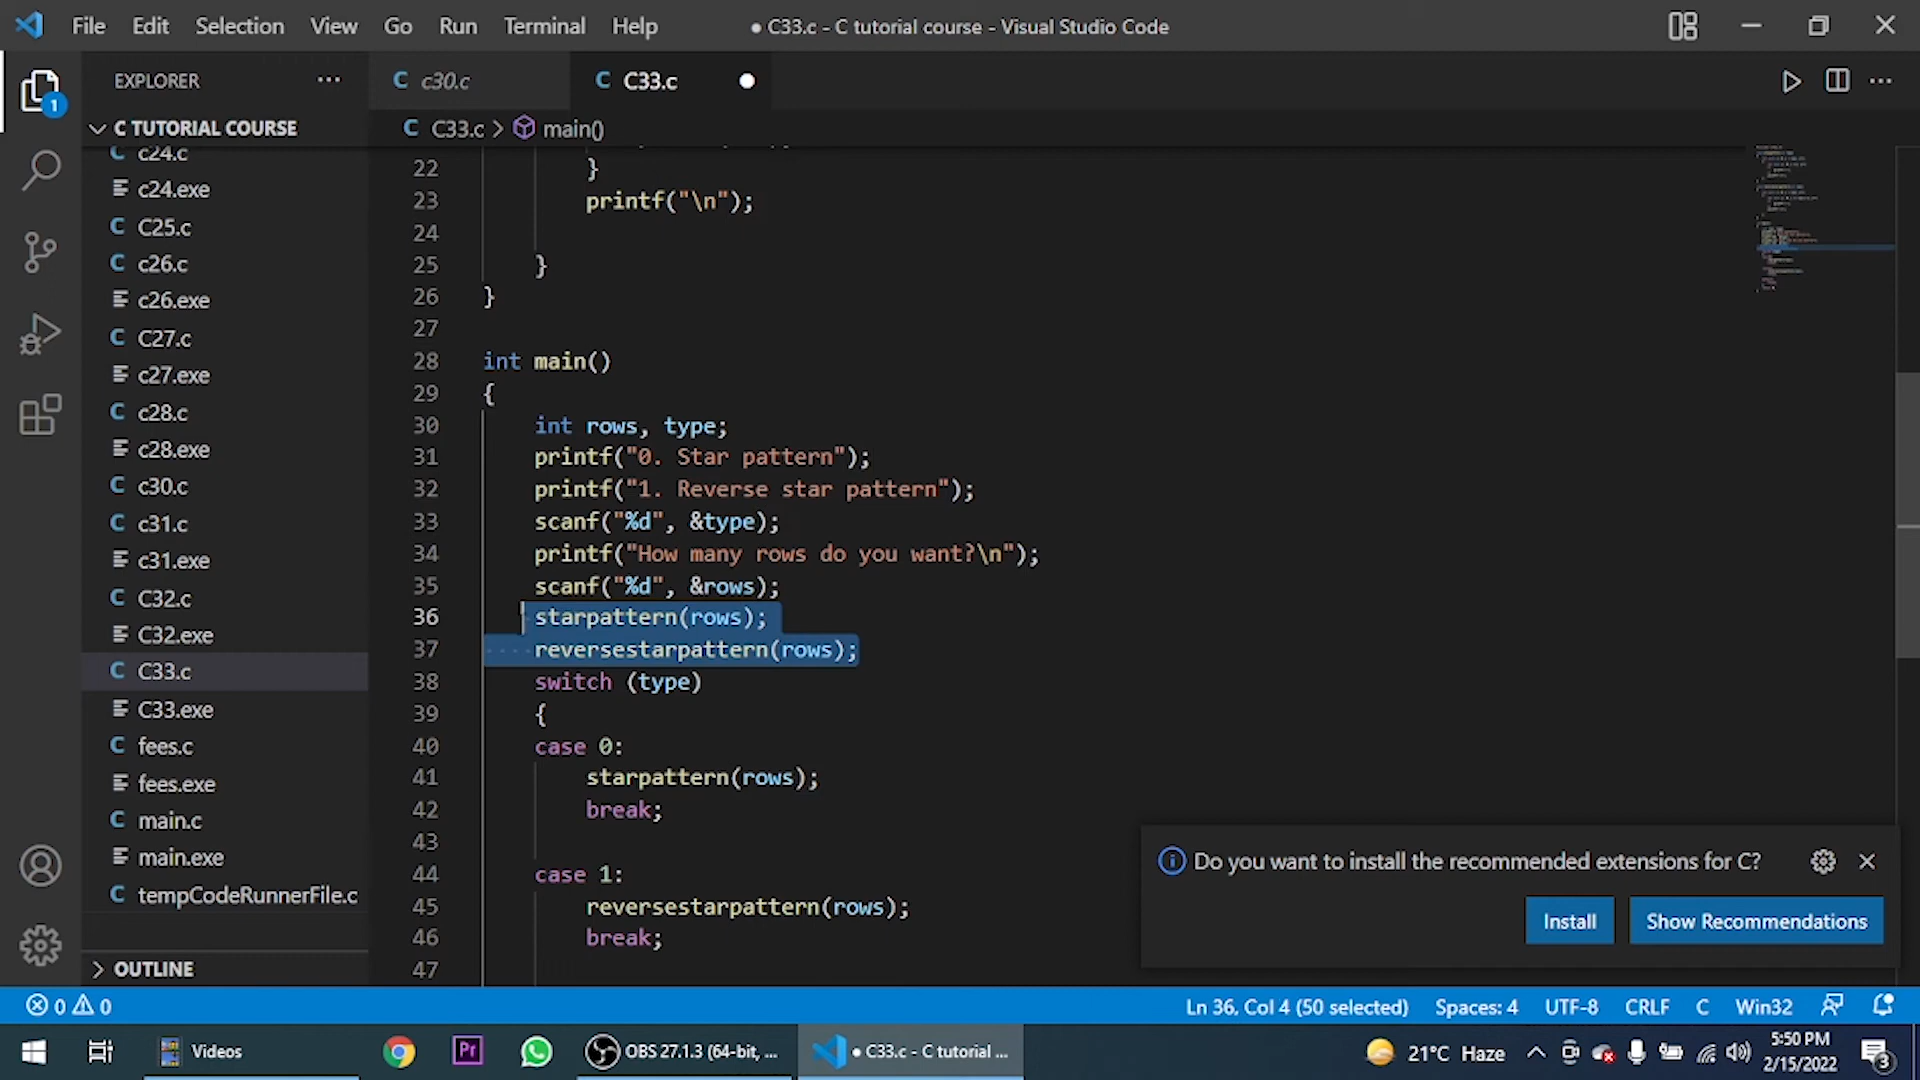 File Edit Selection View Go Run Terminal Help
● C33.c - C tutorial course - Visual Studio Code
EXPLORER ···
C c30.c
C C33.c
C TUTORIAL COURSE
C C33.c > main()
C c24.c
c24.exe
C C25.c
C c26.c
c26.exe
C C27.c
c27.exe
C c28.c
c28.exe
C c30.c
C c31.c
c31.exe
C C32.c
C32.exe
C C33.c
C33.exe
C fees.c
fees.exe
C main.c
main.exe
C tempCodeRunnerFile.c
OUTLINE
1
22 }
23 printf("\n");
24
25 }
26 }
27
28 int main()
29 {
30 int rows, type;
31 printf("0. Star pattern");
32 printf("1. Reverse star pattern");
33 scanf("%d", &type);
34 printf("How many rows do you want?\n");
35 scanf("%d", &rows);
36 starpattern(rows);
37 reversestarpattern(rows);
38 switch (type)
39 {
40 case 0:
41 starpattern(rows);
42 break;
43
44 case 1:
45 reversestarpattern(rows);
46 break;
47
Do you want to install the recommended extensions for C?
Install Show Recommendations
0 0
Ln 36, Col 4 (50 selected) Spaces: 4 UTF-8 CRLF C Win32
Videos
Pr
OBS 27.1.3 (64-bit, ...
● C33.c - C tutorial ...
21°C Haze
5:50 PM
2/15/2022
3